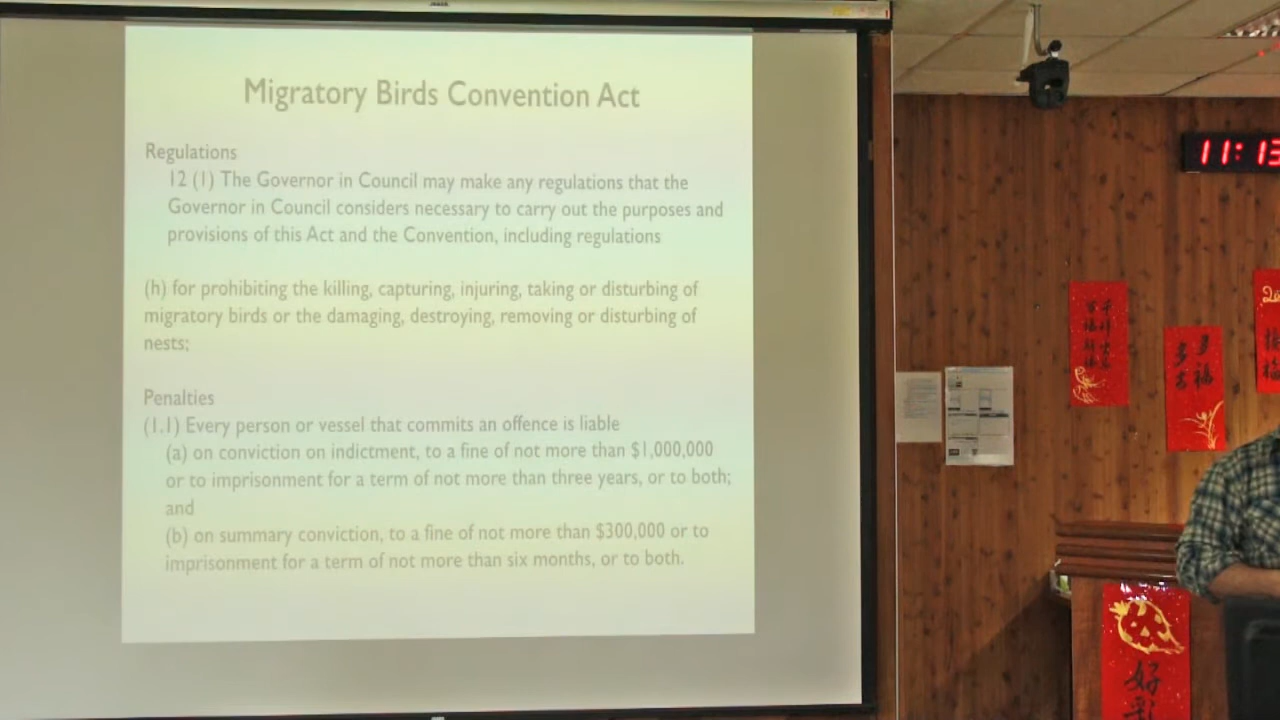 Migratory Birds Convention Act
Regulations
12 (1) The Governor in Council may make any regulations that the
Governor in Council considers necessary to carry out the purposes and
provisions of this Act and the Convention, including regulations
(h) for prohibiting the killing, capturing, injuring, taking or disturbing of
migratory birds or the damaging, destroying, removing or disturbing of
nests;
Penalties
(1.1) Every person or vessel that commits an offence is liable
(a) on conviction on indictment, to a fine of not more than $1,000,000
or to imprisonment for a term of not more than three years, or to both;
and
(b) on summary conviction, to a fine of not more than $300,000 or to
imprisonment for a term of not more than six months, or to both.
11:13
多福
多吉
好